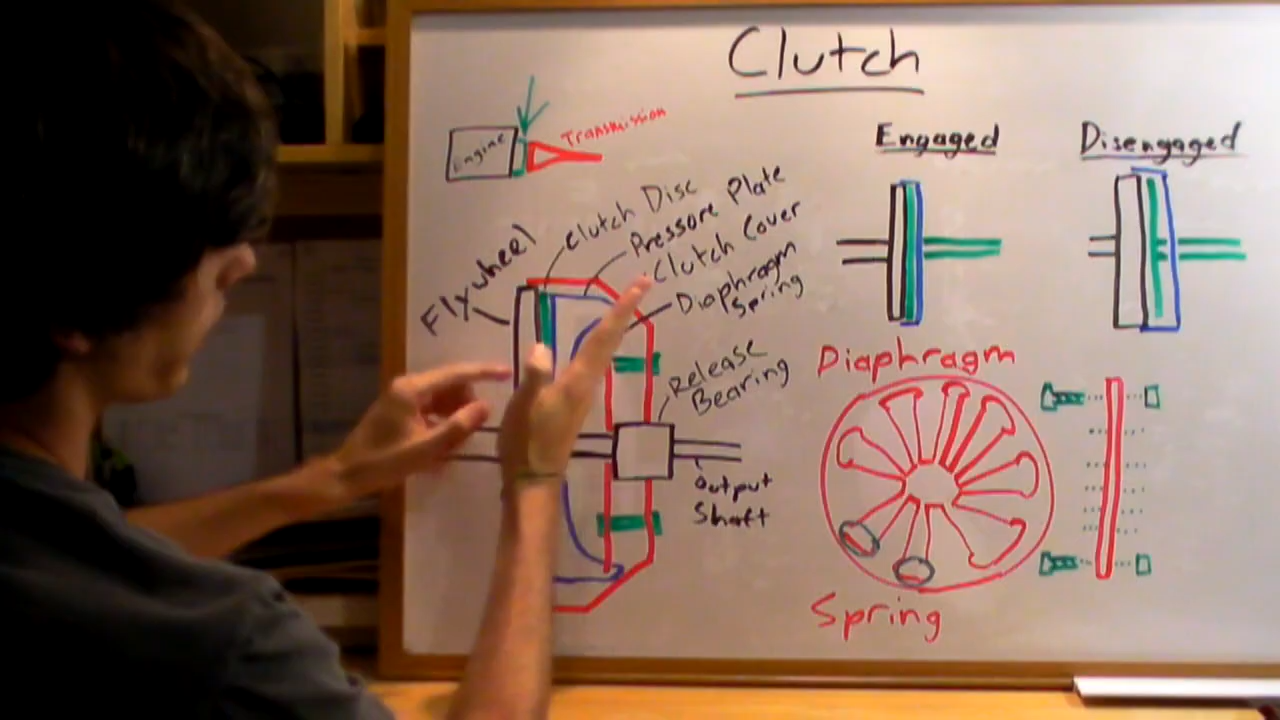 Clutch
Engine
Transmission
Engaged
Disengaged
Flywheel
Clutch Disc
Pressure Plate
Clutch Cover
Diaphragm
Spring
Release
Bearing
Output
Shaft
Diaphragm
Spring